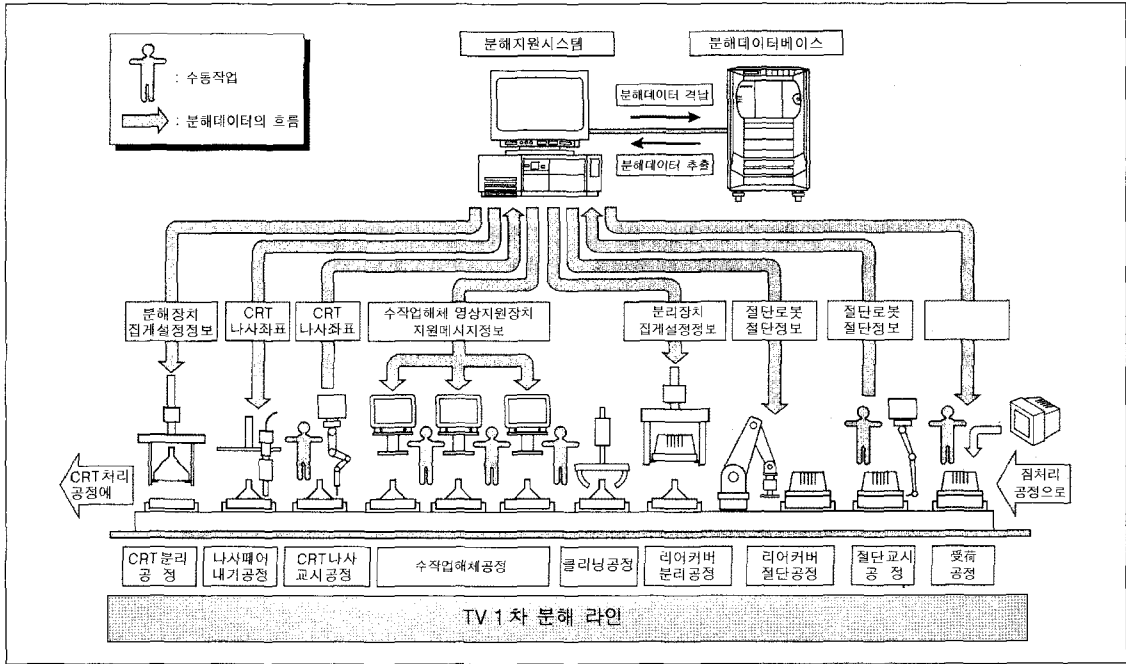 분해지원시스템
분해데이터베이스
: 수동작업
: 분해데이터의 흐름
분해데이터 격납
분해데이터 추출
분해장치
집게설정정보
CRT
나사좌표
CRT
나사좌표
수작업해체 영상지원장치
지원메시지정보
분리장치
집게설정정보
절단로봇
절단정보
절단로봇
절단정보
CRT처리
공정에
짐처리
공정으로
CRT분리
공 정
나사떼어
내기공정
CRT나사
교시공정
수작업해체공정
클리닝공정
리어커버
분리공정
리어커버
절단공정
절단교시
공 정
受荷
공정
TV 1차 분해 라인